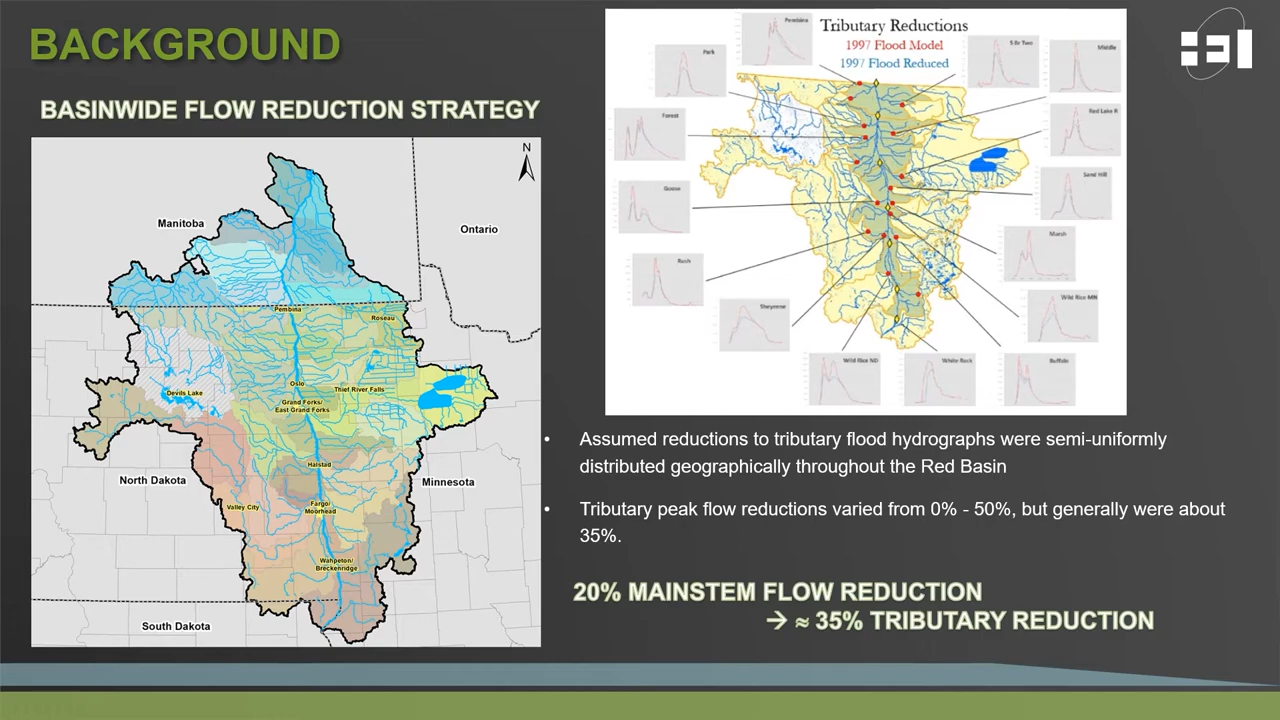 BACKGROUND
BASINWIDE FLOW REDUCTION STRATEGY
N
Manitoba
Ontario
Pembina
Roseau
Oslo
Thief River Falls
Devils Lake
Grand Forks/
East Grand Forks
Halstad
North Dakota
Minnesota
Valley City
Fargo/
Moorhead
Wahpeton/
Breckenridge
South Dakota
Tributary Reductions
1997 Flood Model
1997 Flood Reduced
Pembina
Park
S Br Two
Middle
Forest
Red Lake R
Goose
Sand Hill
Marsh
Rush
Wild Rice MN
Sheyenne
Wild Rice ND
White Rock
Buffalo
• Assumed reductions to tributary flood hydrographs were semi-uniformly
distributed geographically throughout the Red Basin
• Tributary peak flow reductions varied from 0% - 50%, but generally were about
35%.
20% MAINSTEM FLOW REDUCTION
→ ≈ 35% TRIBUTARY REDUCTION